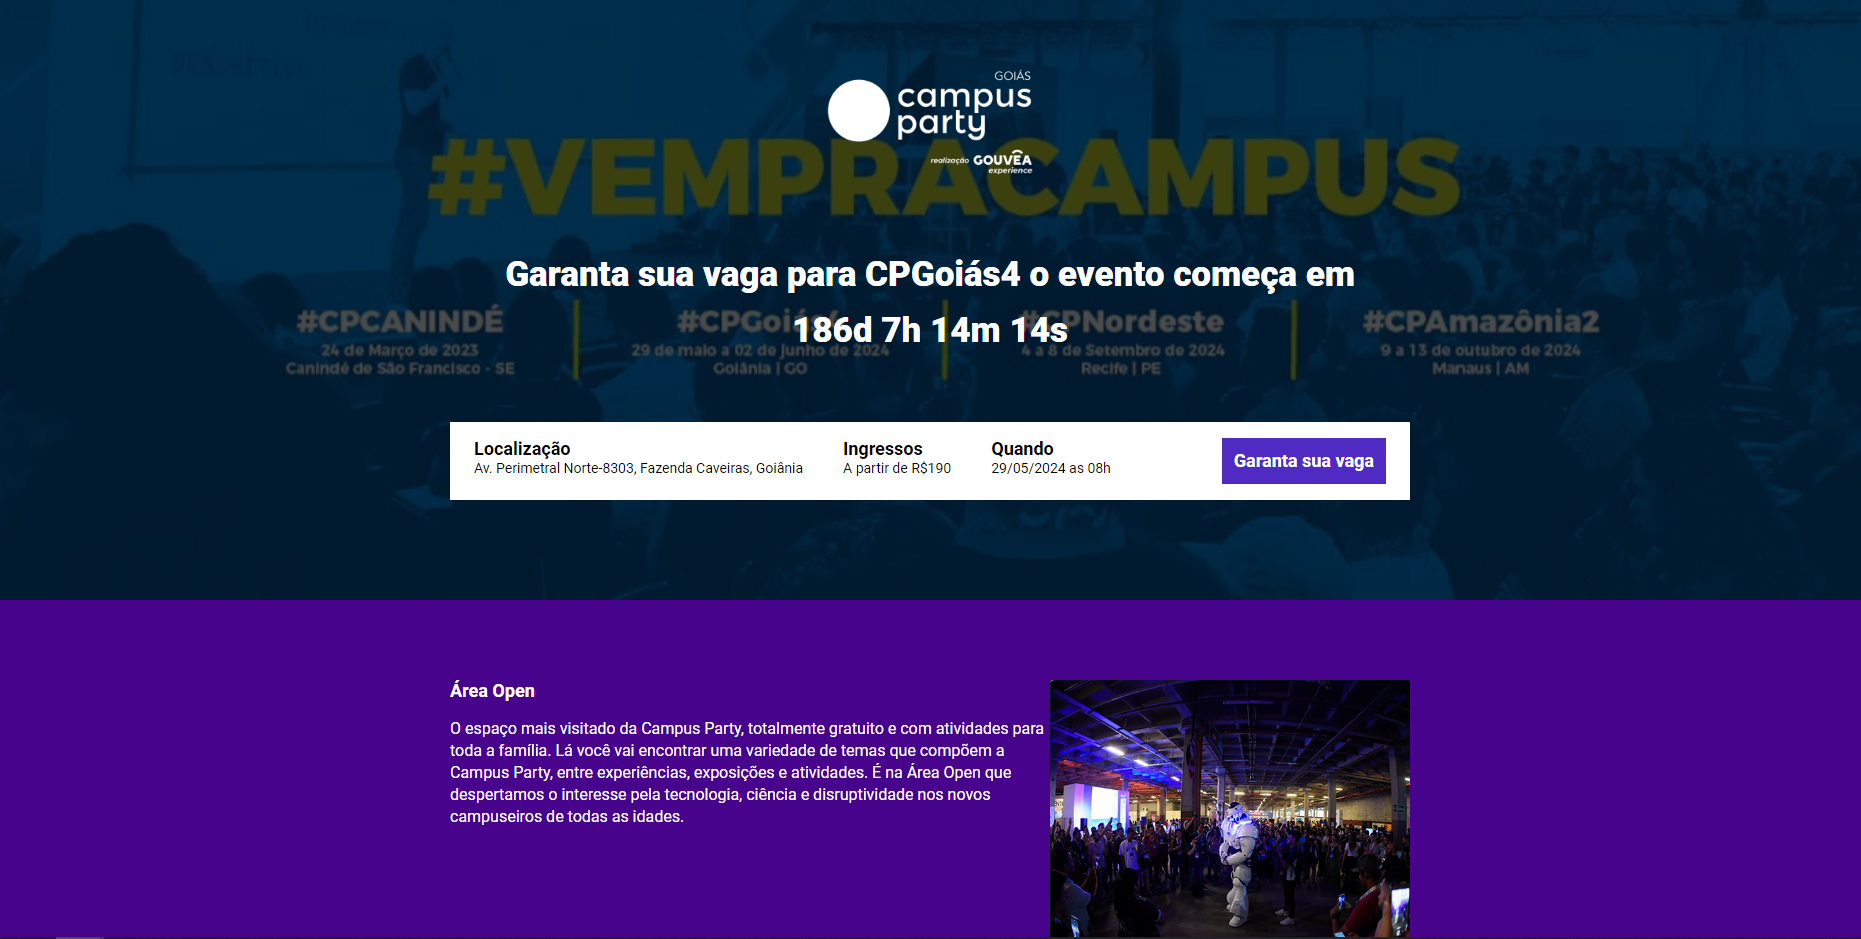 GOIÁS
campus
party
realização GOUVÊA
experience
#VEMPRACAMPUS
Garanta sua vaga para CPGoiás4 o evento começa em
186d 7h 14m 14s
#CPCANINDÉ
24 de Março de 2023
Canindé de São Francisco - SE
#CPGoiás4
29 de maio a 02 de junho de 2024
Goiânia | GO
#CPNordeste
4 a 8 de Setembro de 2024
Recife | PE
#CPAmazônia2
9 a 13 de outubro de 2024
Manaus | AM
Localização
Av. Perimetral Norte-8303, Fazenda Caveiras, Goiânia
Ingressos
A partir de R$190
Quando
29/05/2024 as 08h
Garanta sua vaga
Área Open
O espaço mais visitado da Campus Party, totalmente gratuito e com atividades para
toda a família. Lá você vai encontrar uma variedade de temas que compõem a
Campus Party, entre experiências, exposições e atividades. É na Área Open que
despertamos o interesse pela tecnologia, ciência e disruptividade nos novos
campuseiros de todas as idades.